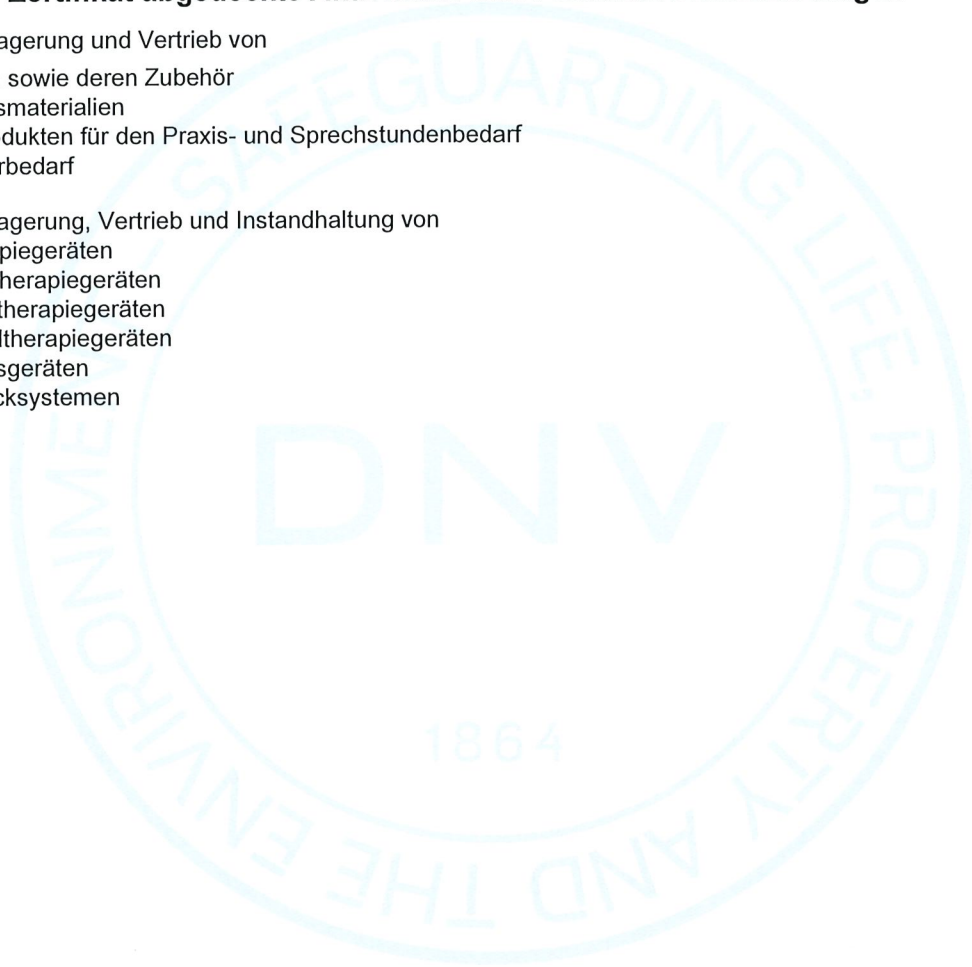 Zertifikat abgedeckte
agerung und Vertrieb von
sowie deren Zubehör
smaterialien
dukten für den Praxis- und Sprechstundenbedarf
rbedarf
agerung, Vertrieb und Instandhaltung von
piegeräten
herapiegeräten
therapiegeräten
ltherapiegeräten
sgeräten
cksystemen
SAFEGUARDING LIFE, PROPERTY AND THE ENVIRONMENT
DNV
1864